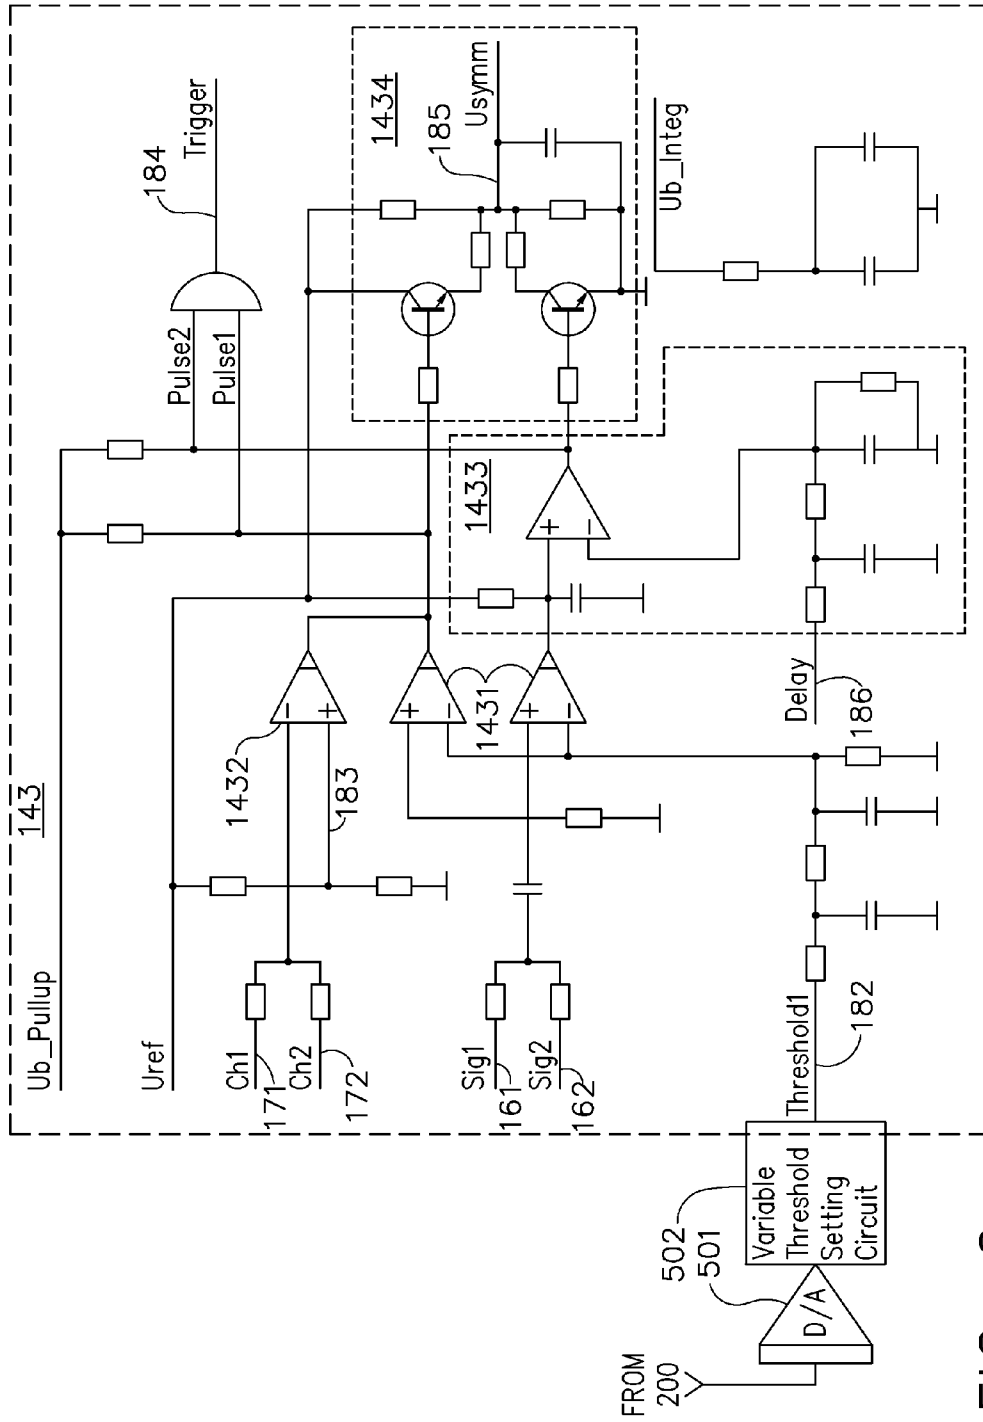 143
Ub_Pullup
Uref
Ch1
171
Ch2
172
Sig1
161
Sig2
162
Threshold1
182
1432
183
+
−
+
−
+
−
1431
1433
+
−
Delay
186
Pulse2
Pulse1
184
Trigger
1434
185
Usymm
Ub_Integ
Variable
Threshold
Setting
Circuit
502
501
D/A
FROM
200